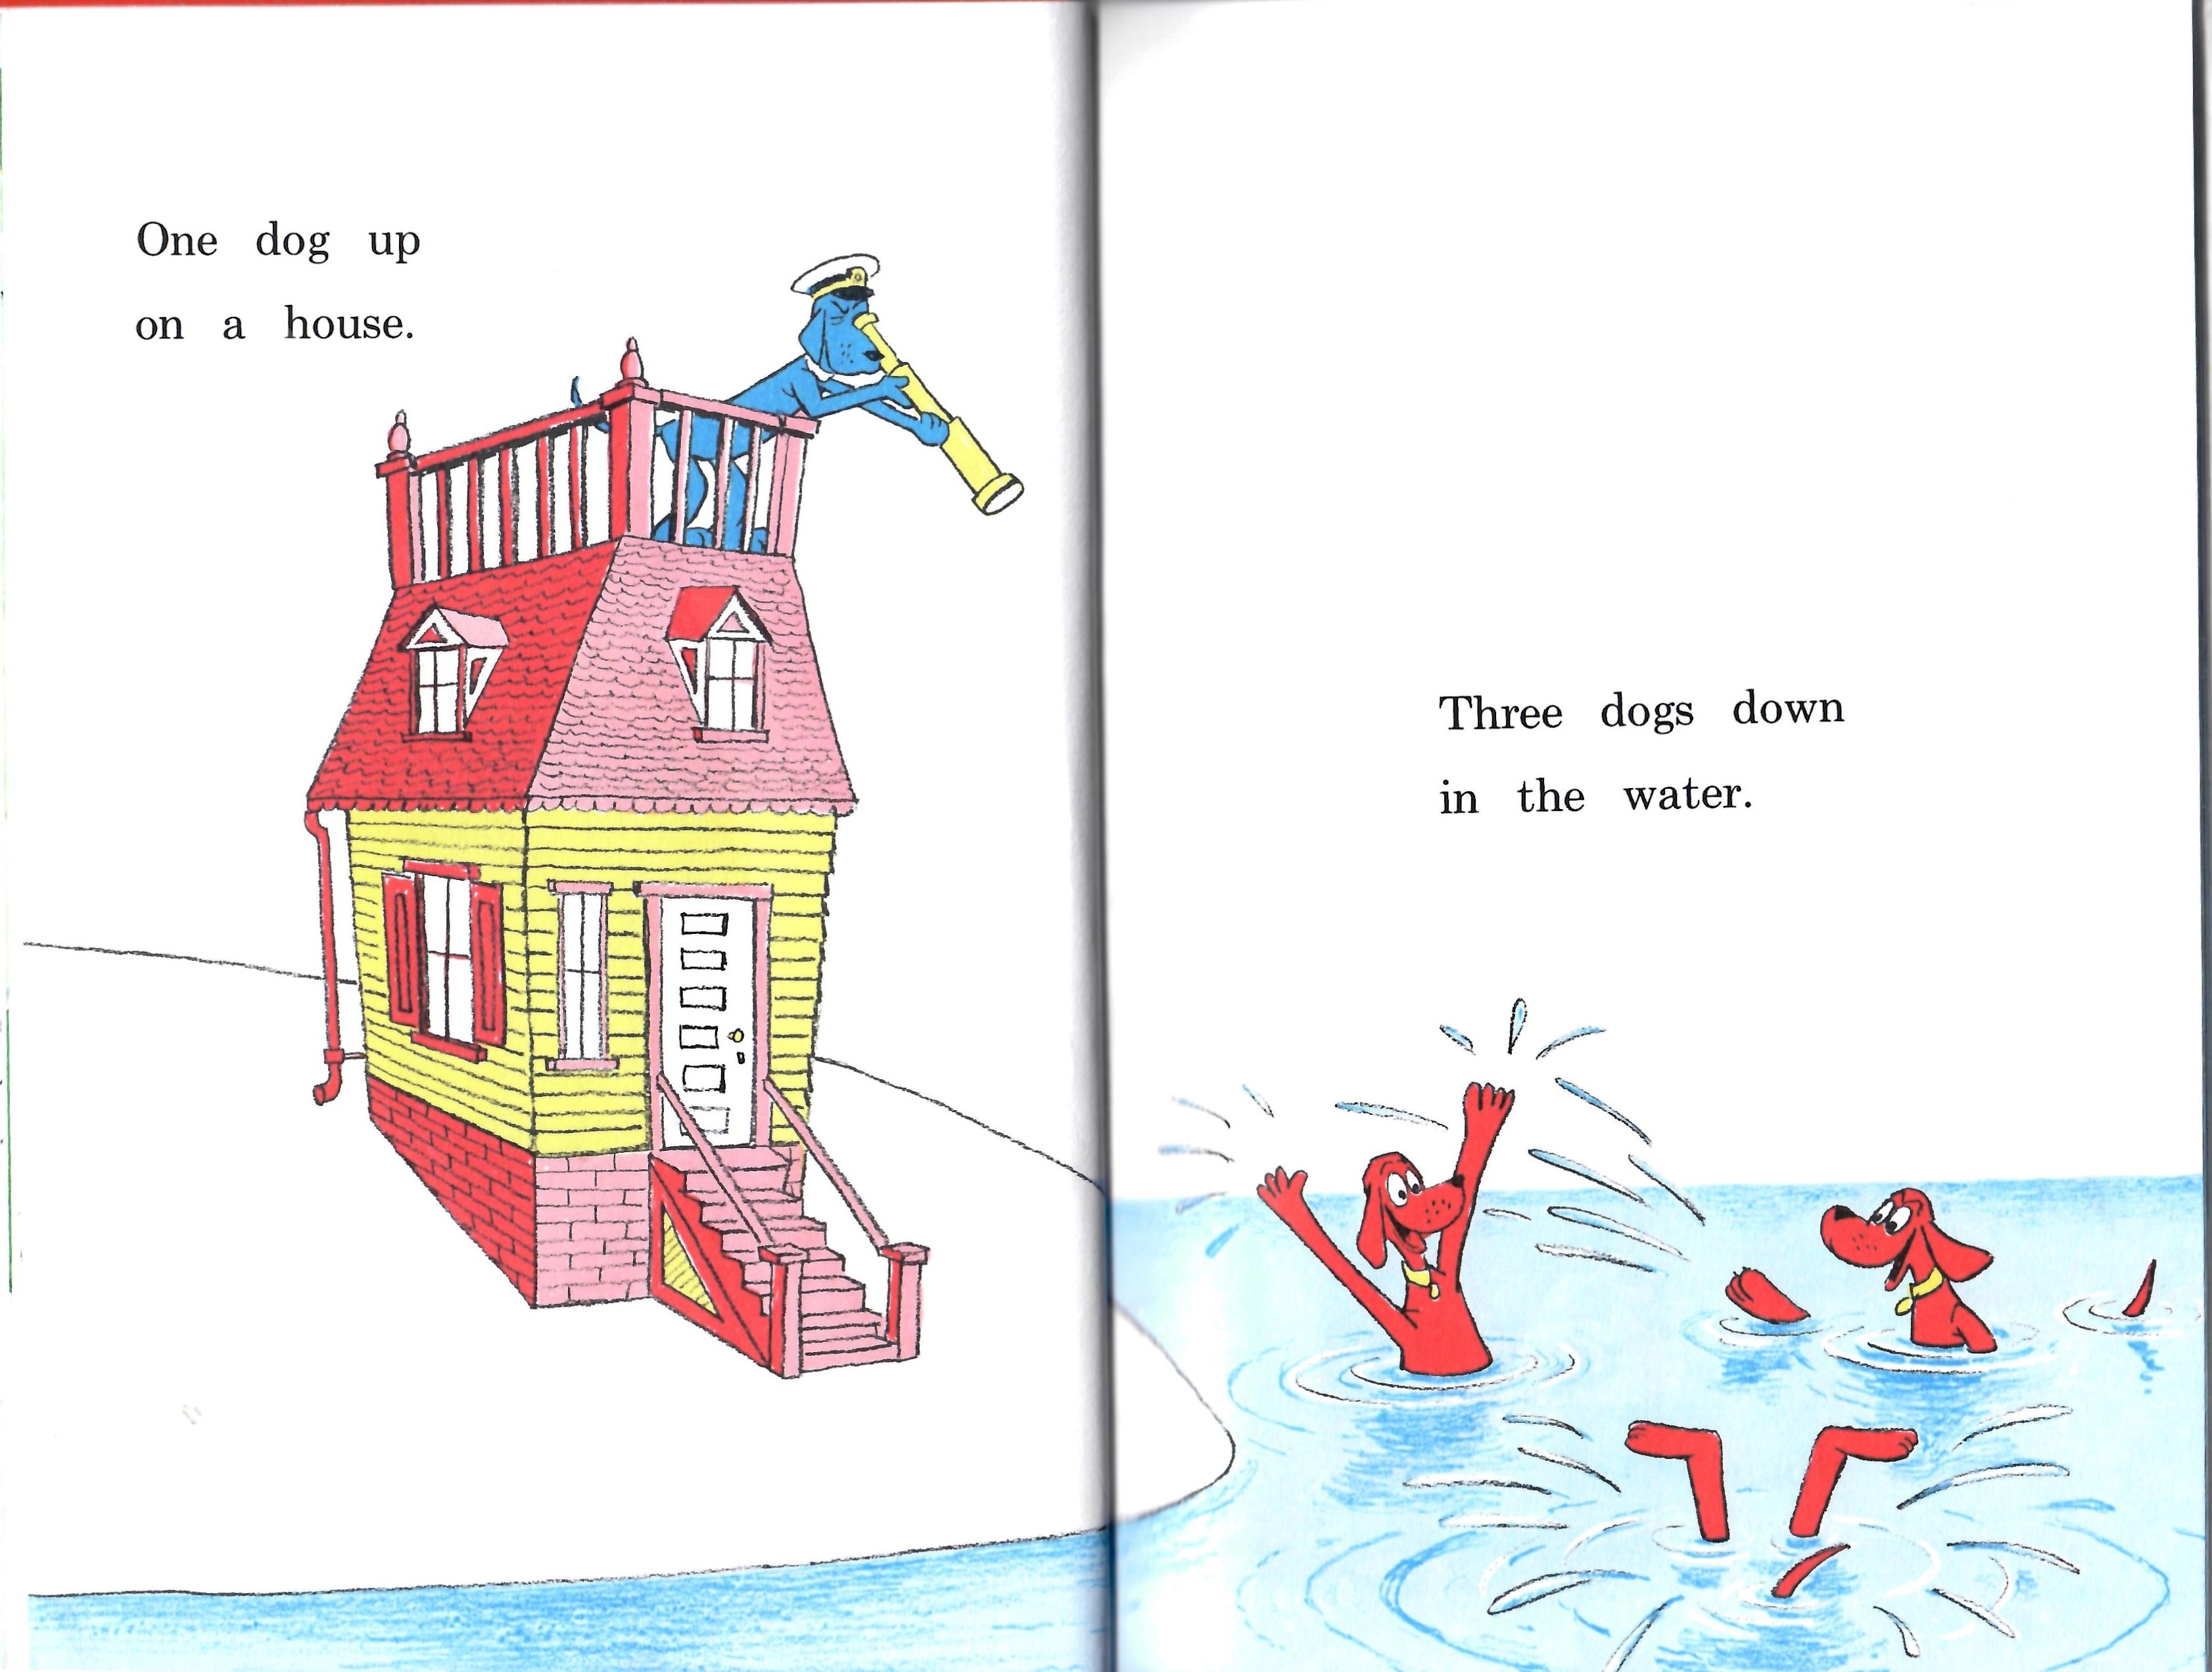 One dog up
on a house.
Three dogs down
in the water.